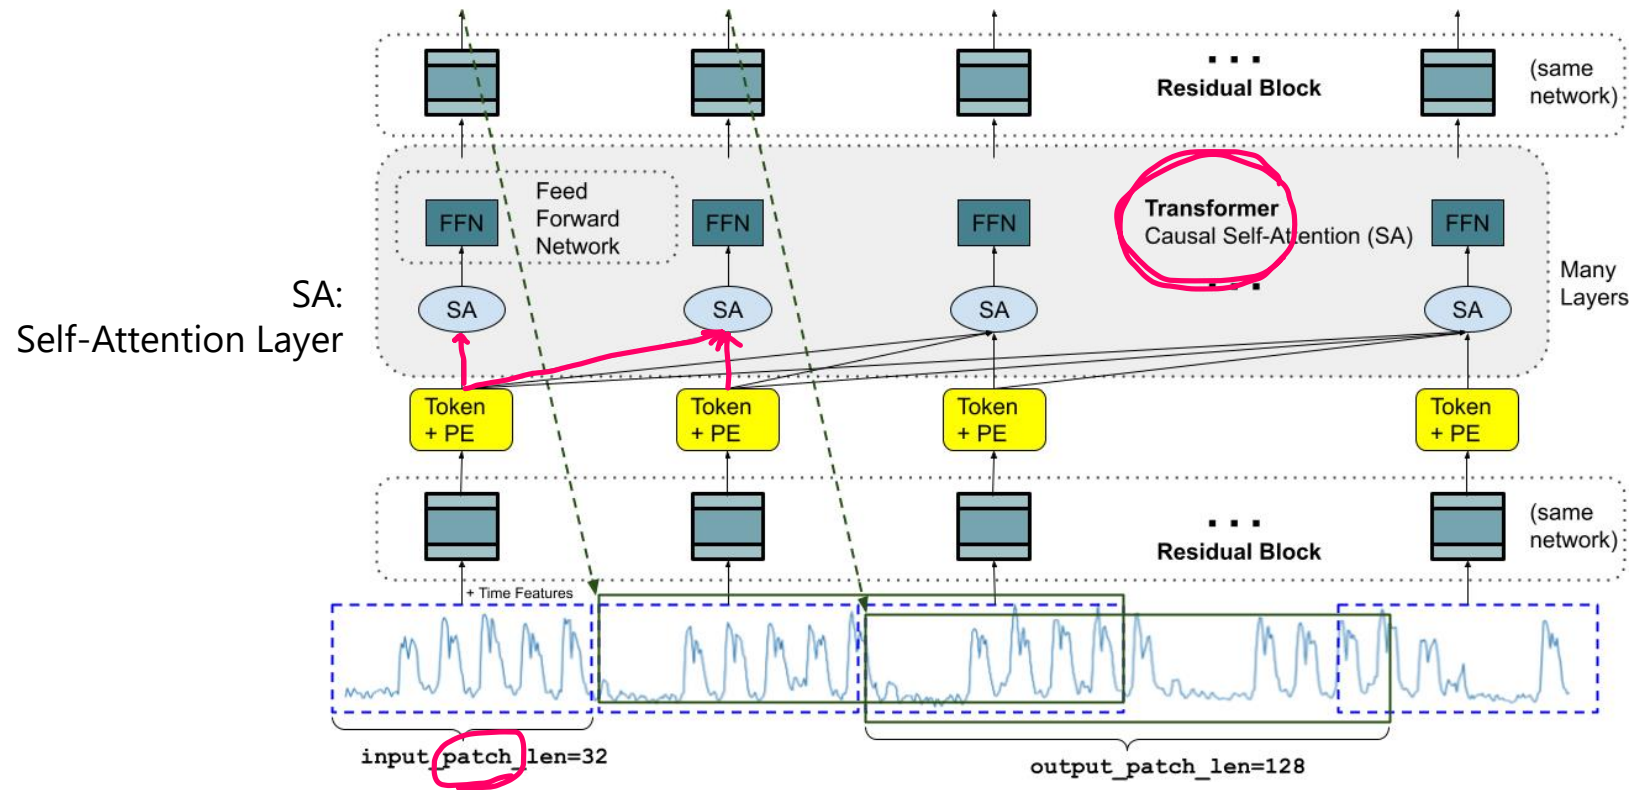 Residual Block
(same
network)
Feed
Forward
Network
FFN
FFN
FFN
Transformer
Causal Self-Attention (SA)
FFN
SA:
Self-Attention Layer
SA
SA
SA
SA
Many
Layers
Token
+ PE
Token
+ PE
Token
+ PE
Token
+ PE
Residual Block
(same
network)
+ Time Features
input_patch_len=32
output_patch_len=128